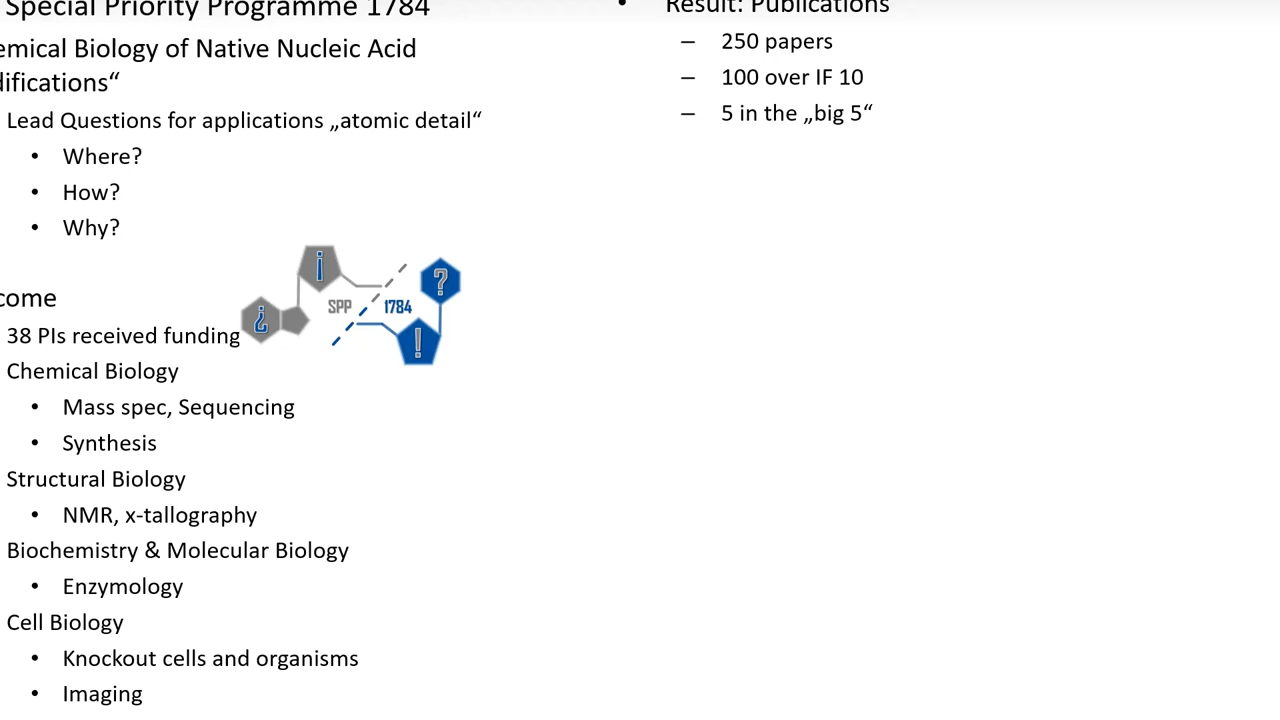 Special Priority Programme 1784
emical Biology of Native Nucleic Acid
difications“
Lead Questions for applications „atomic detail“
• Where?
• How?
• Why?
come
38 PIs received funding
Chemical Biology
• Mass spec, Sequencing
• Synthesis
Structural Biology
• NMR, x-tallography
Biochemistry & Molecular Biology
• Enzymology
Cell Biology
• Knockout cells and organisms
• Imaging
¿
i
SPP 1784
?
!
• Result: Publications
– 250 papers
– 100 over IF 10
– 5 in the „big 5“